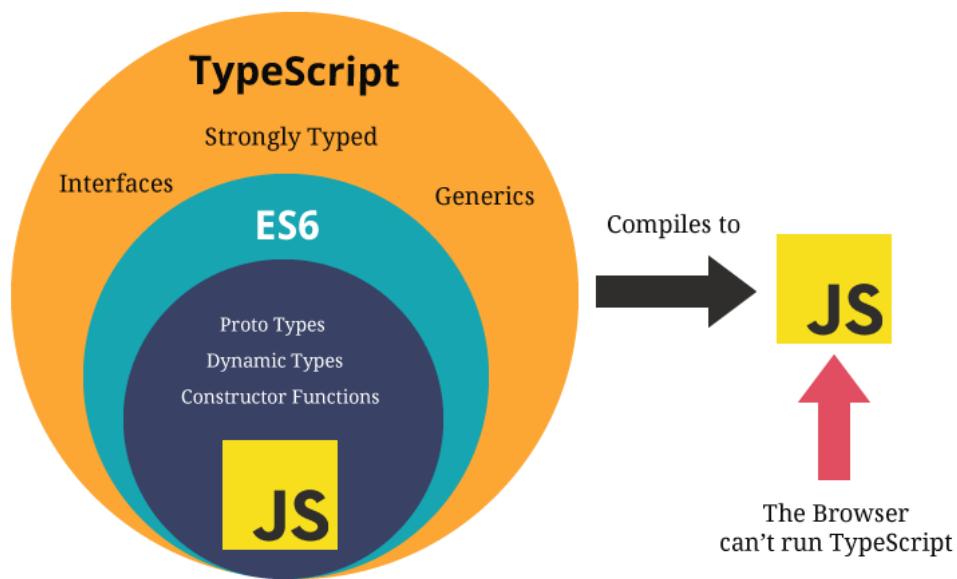 TypeScript
Strongly Typed
Interfaces
Generics
ES6
Proto Types
Dynamic Types
Constructor Functions
JS
Compiles to
JS
The Browser
can’t run TypeScript